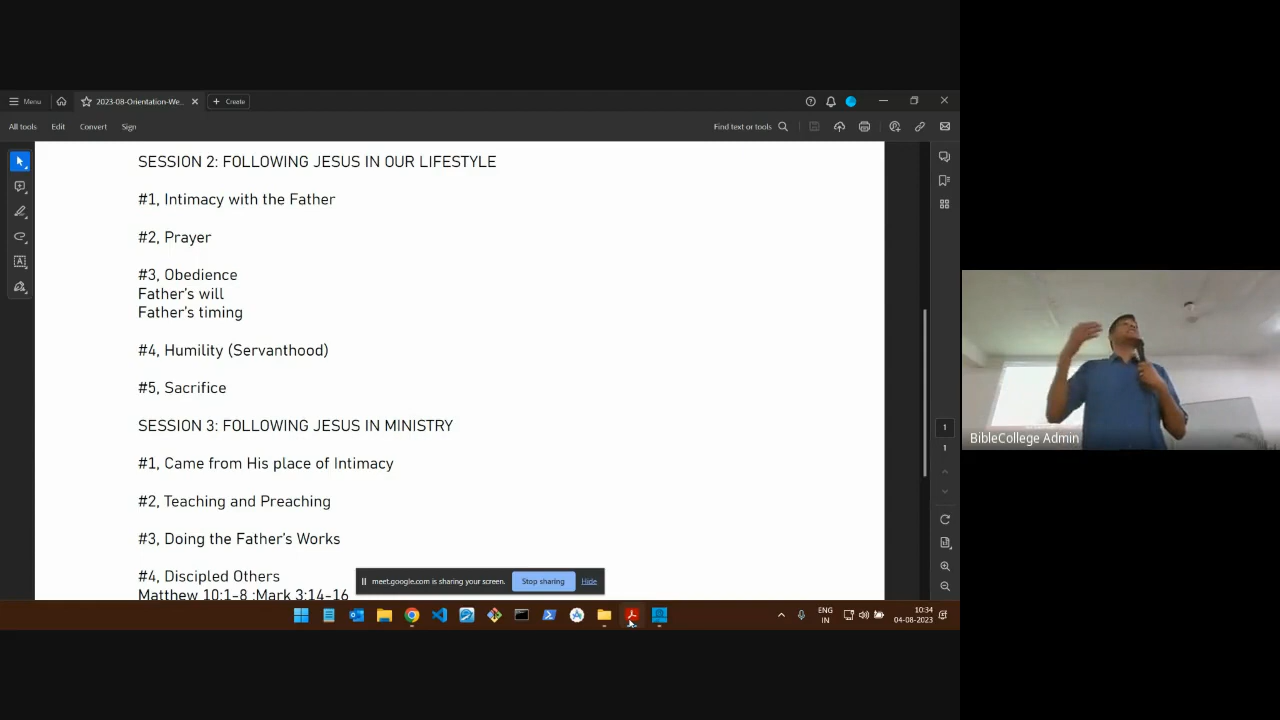 Menu
2023-08-Orientation-We...
Create
All tools
Edit
Convert
Sign
Find text or tools
SESSION 2: FOLLOWING JESUS IN OUR LIFESTYLE
#1, Intimacy with the Father
#2, Prayer
#3, Obedience
Father's will
Father's timing
#4, Humility (Servanthood)
#5, Sacrifice
SESSION 3: FOLLOWING JESUS IN MINISTRY
#1, Came from His place of Intimacy
#2, Teaching and Preaching
#3, Doing the Father's Works
#4, Discipled Others
Matthew 10:1-8 ;Mark 3:14-16
1
1
meet.google.com is sharing your screen.
Stop sharing
Hide
ENG
IN
10:34
04-08-2023
BibleCollege Admin